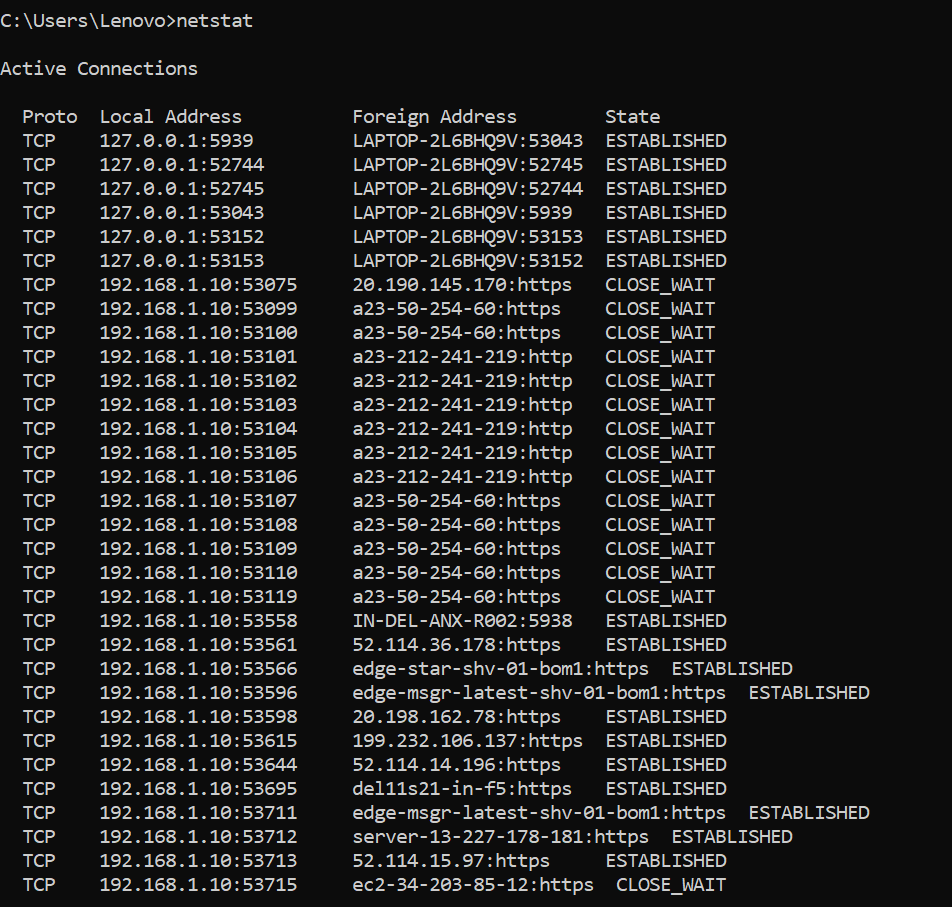 C:\Users\Lenovo>netstat
Active Connections
Proto  Local Address          Foreign Address        State
TCP    127.0.0.1:5939         LAPTOP-2L6BHQ9V:53043  ESTABLISHED
TCP    127.0.0.1:52744        LAPTOP-2L6BHQ9V:52745  ESTABLISHED
TCP    127.0.0.1:52745        LAPTOP-2L6BHQ9V:52744  ESTABLISHED
TCP    127.0.0.1:53043        LAPTOP-2L6BHQ9V:5939   ESTABLISHED
TCP    127.0.0.1:53152        LAPTOP-2L6BHQ9V:53153  ESTABLISHED
TCP    127.0.0.1:53153        LAPTOP-2L6BHQ9V:53152  ESTABLISHED
TCP    192.168.1.10:53075     20.190.145.170:https   CLOSE_WAIT
TCP    192.168.1.10:53099     a23-50-254-60:https    CLOSE_WAIT
TCP    192.168.1.10:53100     a23-50-254-60:https    CLOSE_WAIT
TCP    192.168.1.10:53101     a23-212-241-219:http   CLOSE_WAIT
TCP    192.168.1.10:53102     a23-212-241-219:http   CLOSE_WAIT
TCP    192.168.1.10:53103     a23-212-241-219:http   CLOSE_WAIT
TCP    192.168.1.10:53104     a23-212-241-219:http   CLOSE_WAIT
TCP    192.168.1.10:53105     a23-212-241-219:http   CLOSE_WAIT
TCP    192.168.1.10:53106     a23-212-241-219:http   CLOSE_WAIT
TCP    192.168.1.10:53107     a23-50-254-60:https    CLOSE_WAIT
TCP    192.168.1.10:53108     a23-50-254-60:https    CLOSE_WAIT
TCP    192.168.1.10:53109     a23-50-254-60:https    CLOSE_WAIT
TCP    192.168.1.10:53110     a23-50-254-60:https    CLOSE_WAIT
TCP    192.168.1.10:53119     a23-50-254-60:https    CLOSE_WAIT
TCP    192.168.1.10:53558     IN-DEL-ANX-R002:5938   ESTABLISHED
TCP    192.168.1.10:53561     52.114.36.178:https    ESTABLISHED
TCP    192.168.1.10:53566     edge-star-shv-01-bom1:https  ESTABLISHED
TCP    192.168.1.10:53596     edge-msgr-latest-shv-01-bom1:https  ESTABLISHED
TCP    192.168.1.10:53598     20.198.162.78:https    ESTABLISHED
TCP    192.168.1.10:53615     199.232.106.137:https  ESTABLISHED
TCP    192.168.1.10:53644     52.114.14.196:https    ESTABLISHED
TCP    192.168.1.10:53695     del11s21-in-f5:https   ESTABLISHED
TCP    192.168.1.10:53711     edge-msgr-latest-shv-01-bom1:https  ESTABLISHED
TCP    192.168.1.10:53712     server-13-227-178-181:https  ESTABLISHED
TCP    192.168.1.10:53713     52.114.15.97:https     ESTABLISHED
TCP    192.168.1.10:53715     ec2-34-203-85-12:https  CLOSE_WAIT